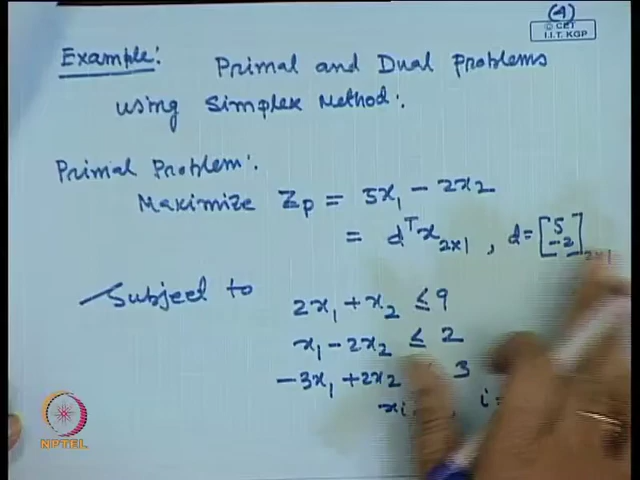 (4)
© CET
I.I.T. KGP
Example: Primal and Dual Problems
using Simplex Method:
Primal Problem:
Maximize Zp = 5x₁ - 2x₂
= dᵀx₂ₓ₁ , d = [5 -2]₂ₓ₁
Subject to 2x₁ + x₂ ≤ 9
x₁ - 2x₂ ≤ 2
-3x₁ + 2x₂ 3
xi , i =
NPTEL